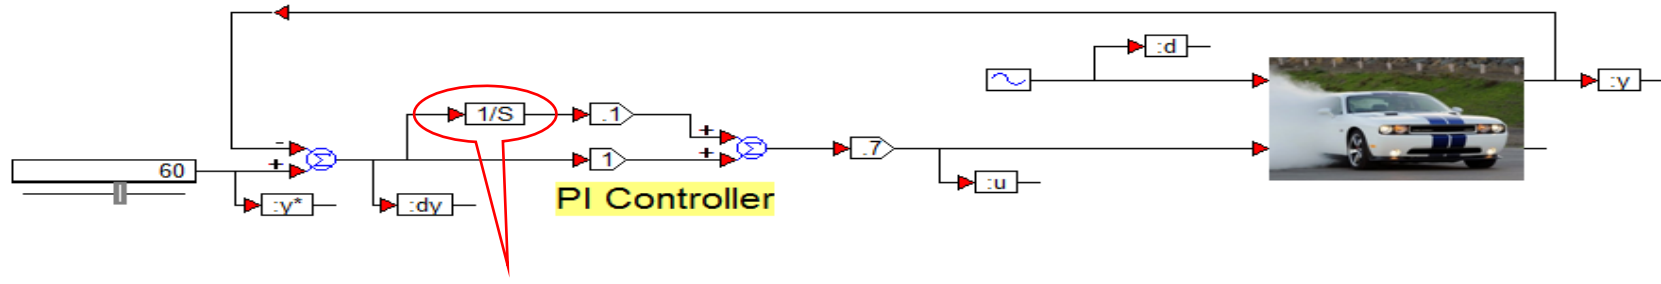 :d
:y
1/S
.1
-
+
Σ
+
+
Σ
60
1
.7
:y*
:dy
:u
PI Controller